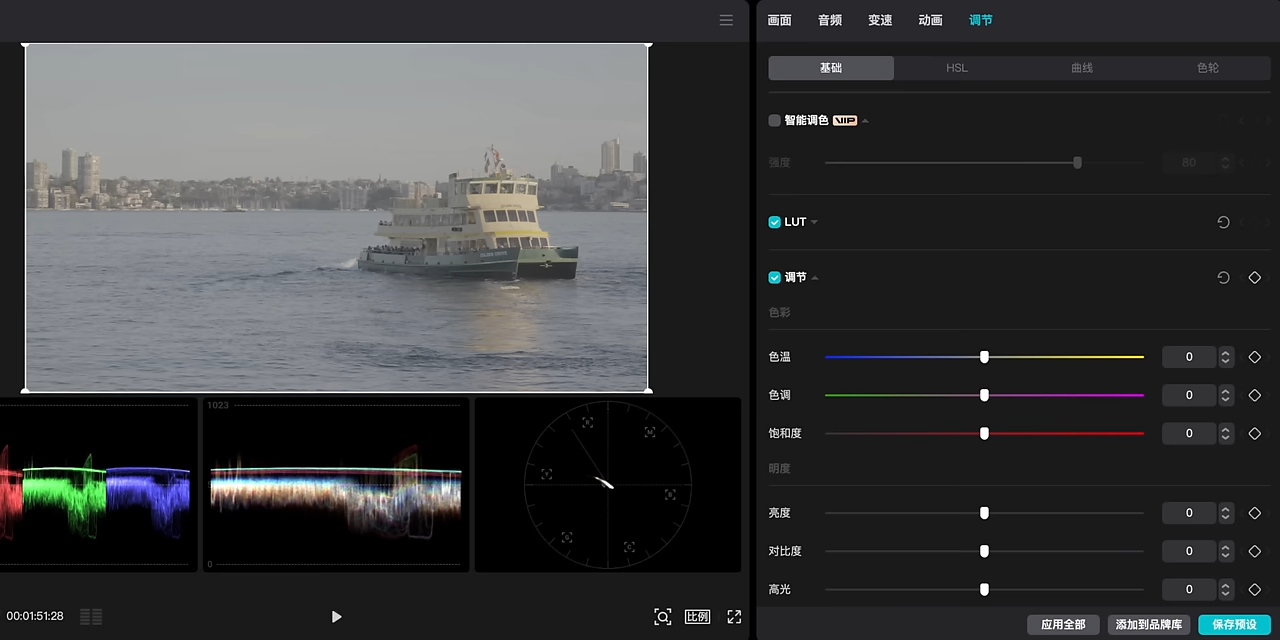 画面 音频 变速 动画 调节
基础 HSL 曲线 色轮
智能调色 VIP
强度 80
LUT
调节
色彩
色温 0
色调 0
饱和度 0
明度
亮度 0
对比度 0
高光 0
1023
0
R M Y B G C
00:01:51:28
比例
应用全部 添加到品牌库 保存预设